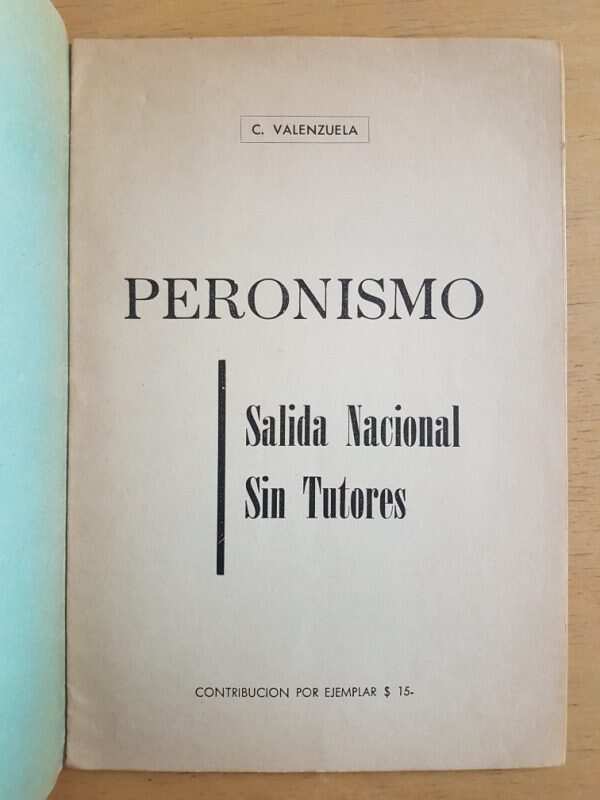 C. VALENZUELA
PERONISMO
Salida Nacional
Sin Tutores
CONTRIBUCION POR EJEMPLAR $ 15-